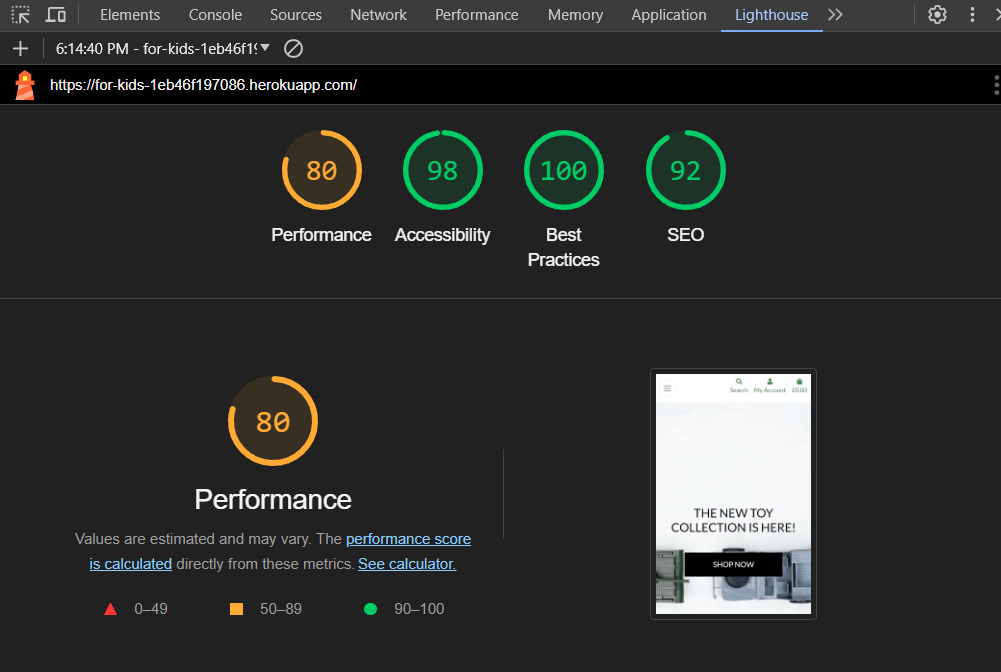 Elements Console Sources Network Performance Memory Application Lighthouse
6:14:40 PM - for-kids-1eb46f19
https://for-kids-1eb46f197086.herokuapp.com/
80 98 100 92
Performance Accessibility Best Practices SEO
80
Performance
Values are estimated and may vary. The performance score
is calculated directly from these metrics. See calculator.
0–49 50–89 90–100
Search My Account £0.00
THE NEW TOY
COLLECTION IS HERE!
SHOP NOW